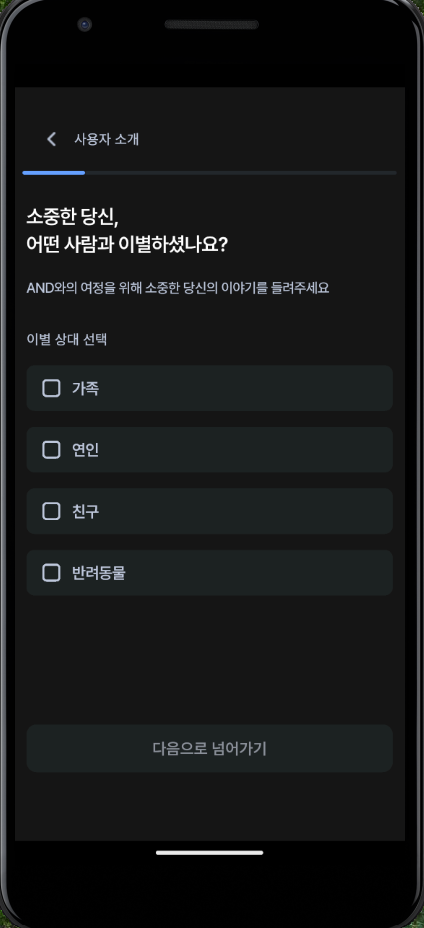 사용자 소개
소중한 당신,
어떤 사람과 이별하셨나요?
AND와의 여정을 위해 소중한 당신의 이야기를 들려주세요
이별 상대 선택
가족
연인
친구
반려동물
다음으로 넘어가기